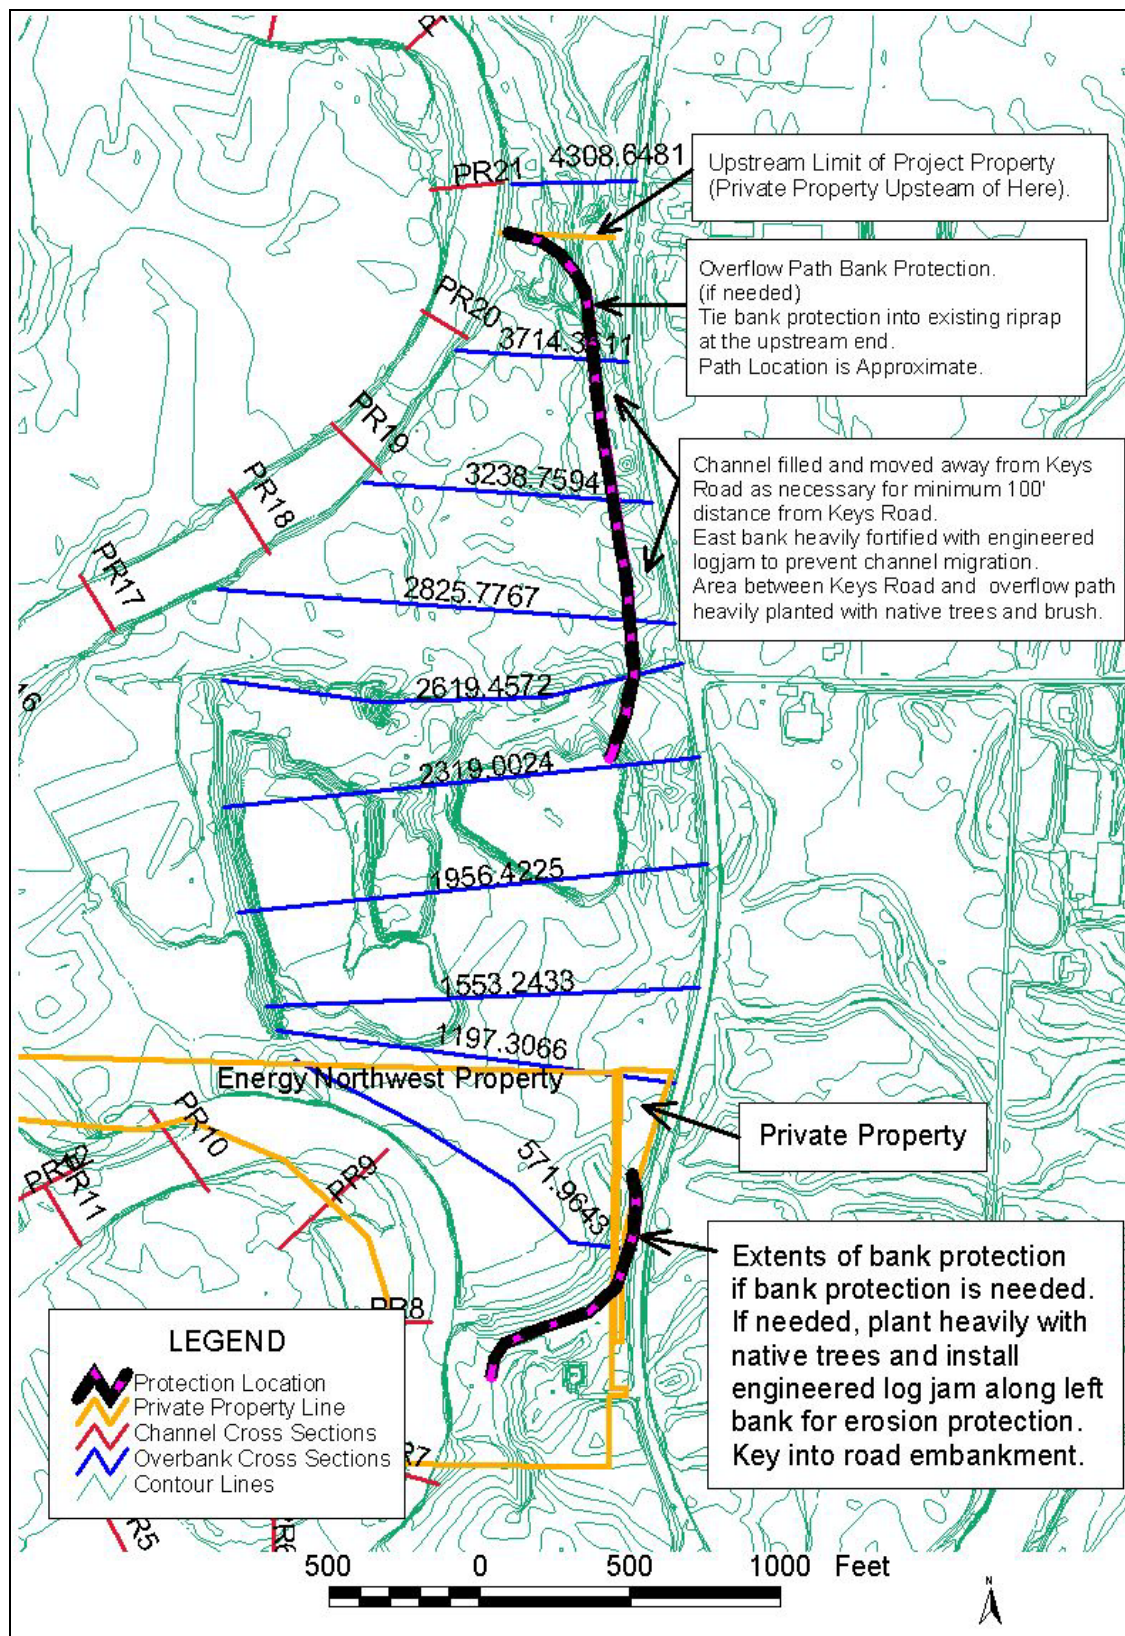 PR21
4308.6481
Upstream Limit of Project Property
(Private Property Upsteam of Here).
Overflow Path Bank Protection.
(if needed)
Tie bank protection into existing riprap
at the upstream end.
Path Location is Approximate.
PR20
PR19
Channel filled and moved away from Keys
Road as necessary for minimum 100'
distance from Keys Road.
East bank heavily fortified with engineered
logjam to prevent channel migration.
Area between Keys Road and overflow path
heavily planted with native trees and brush.
3238.7594
PR18
PR17
2825.7767
2619.4572
2319.0024
1956.4225
1553.2433
1197.3066
Energy Northwest Property
Private Property
PR10
PR9
PR12
PR11
571.9643
Extents of bank protection
if bank protection is needed.
If needed, plant heavily with
native trees and install
engineered log jam along left
bank for erosion protection.
Key into road embankment.
PR8
LEGEND
Protection Location
Private Property Line
Channel Cross Sections
Overbank Cross Sections
Contour Lines
500 0 500 1000 Feet
N